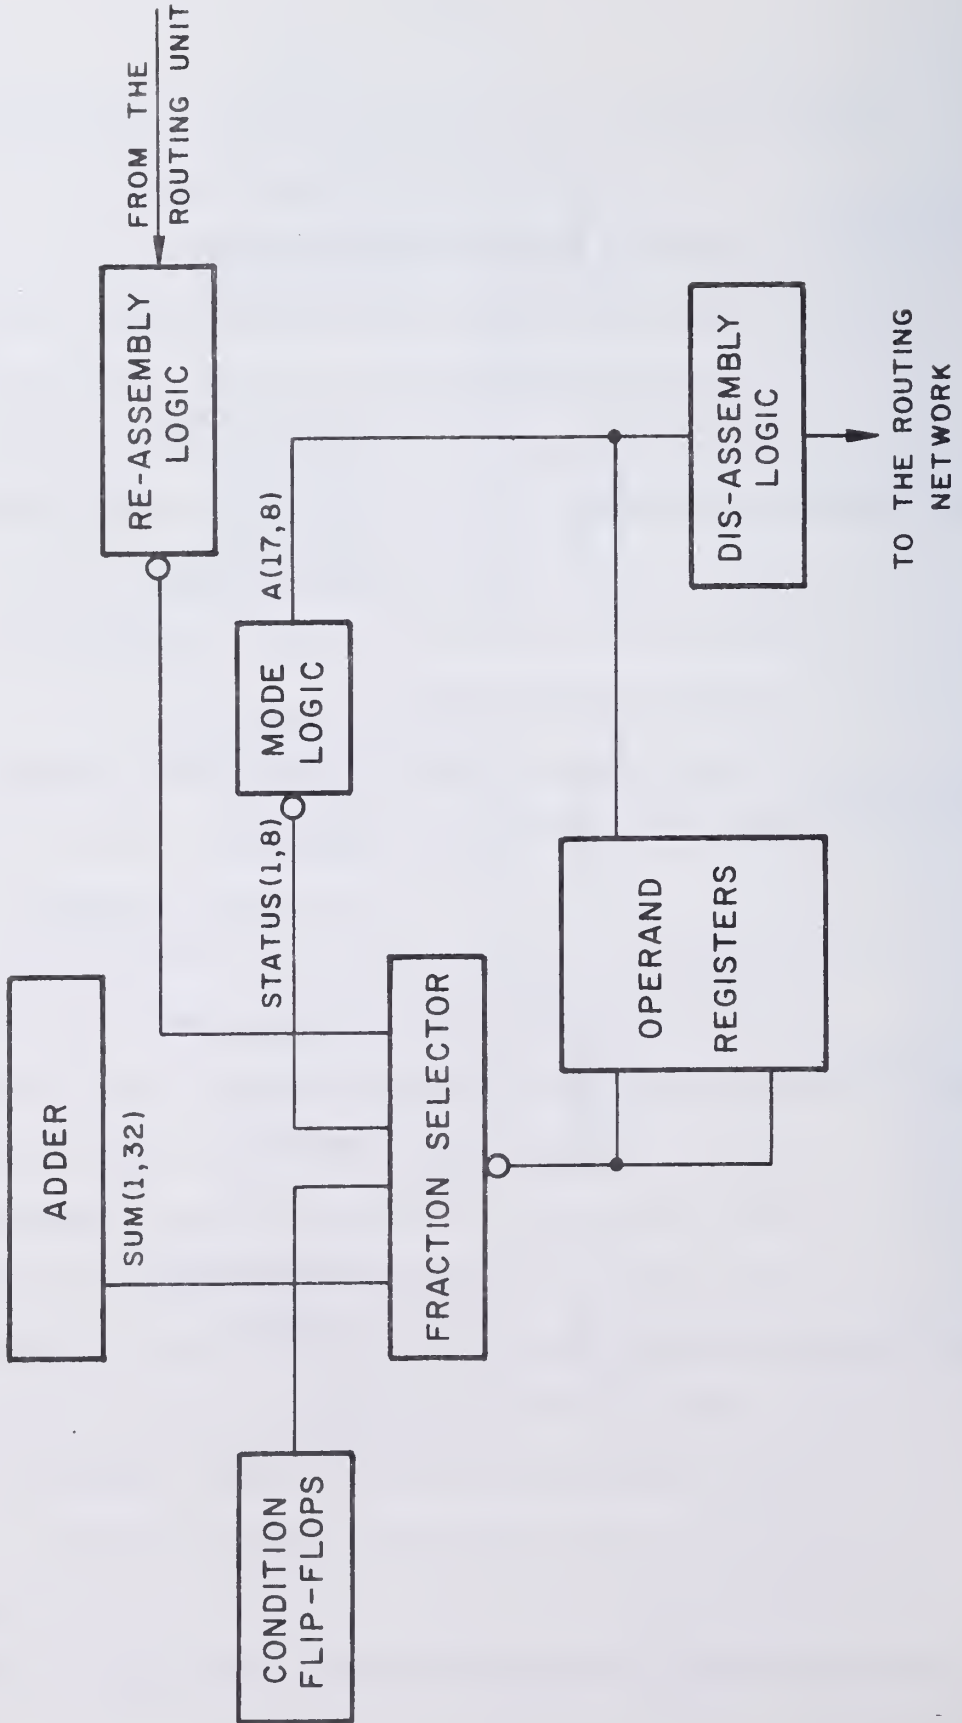 ADDER
SUM(1,32)
FROM THE
ROUTING UNIT
RE-ASSEMBLY
LOGIC
CONDITION
FLIP-FLOPS
STATUS(1,8)
MODE
LOGIC
A(17,8)
FRACTION SELECTOR
OPERAND
REGISTERS
DIS-ASSEMBLY
LOGIC
TO THE ROUTING
NETWORK